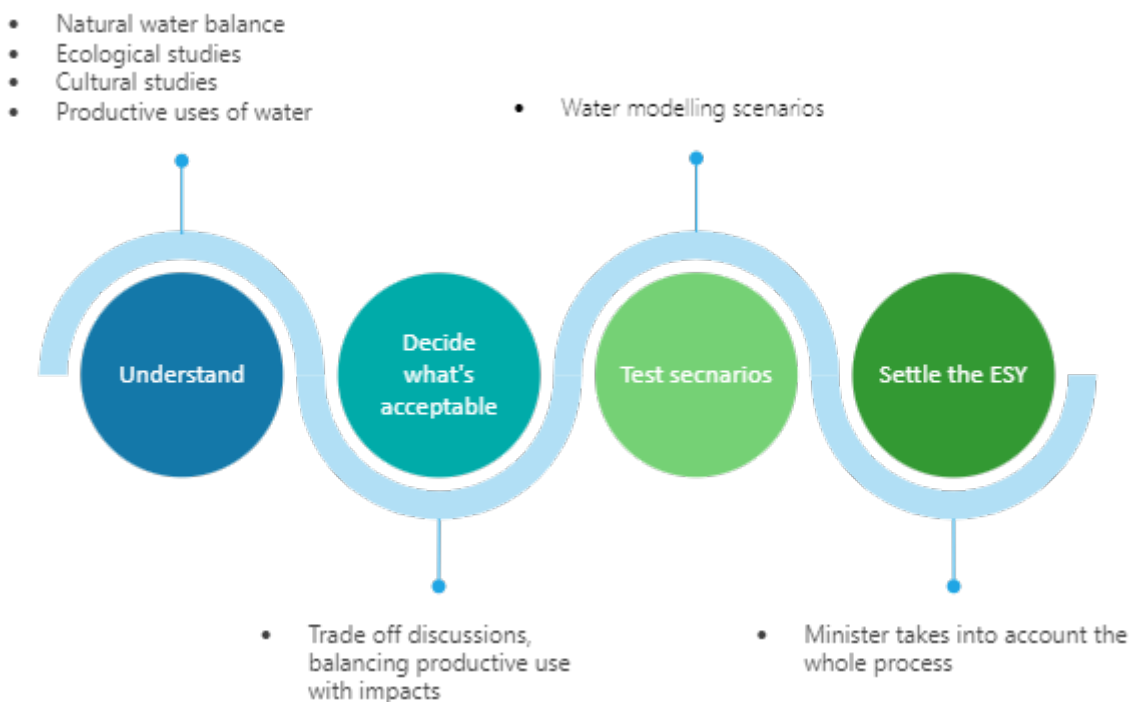 • Natural water balance
• Ecological studies
• Cultural studies
• Productive uses of water
• Water modelling scenarios
Understand
Decide
what's
acceptable
Test secnarios
Settle the ESY
• Trade off discussions,
balancing productive use
with impacts
• Minister takes into account the
whole process